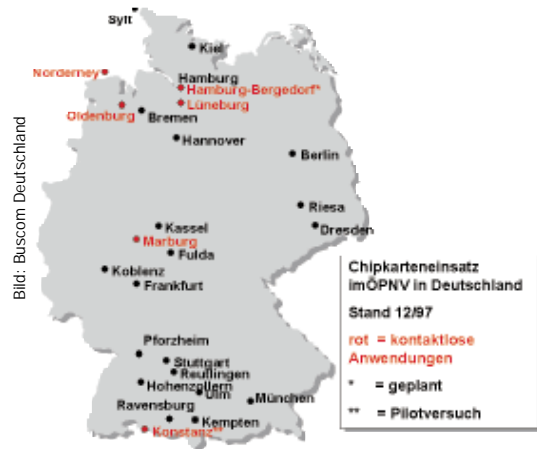 Sylt
Kiel
Norderney
Hamburg
Hamburg-Bergedorf*
Lüneburg
Oldenburg
Bremen
Hannover
Berlin
Riesa
Dresden
Kassel
Marburg
Fulda
Koblenz
Frankfurt
Pforzheim
Stuttgart
Reutlingen
Hohenzollern
Ulm
München
Ravensburg
Kempten
Konstanz**
Bild: Buscom Deutschland
Chipkarteneinsatz
imÖPNV in Deutschland
Stand 12/97
rot = kontaktlose
Anwendungen
* = geplant
** = Pilotversuch